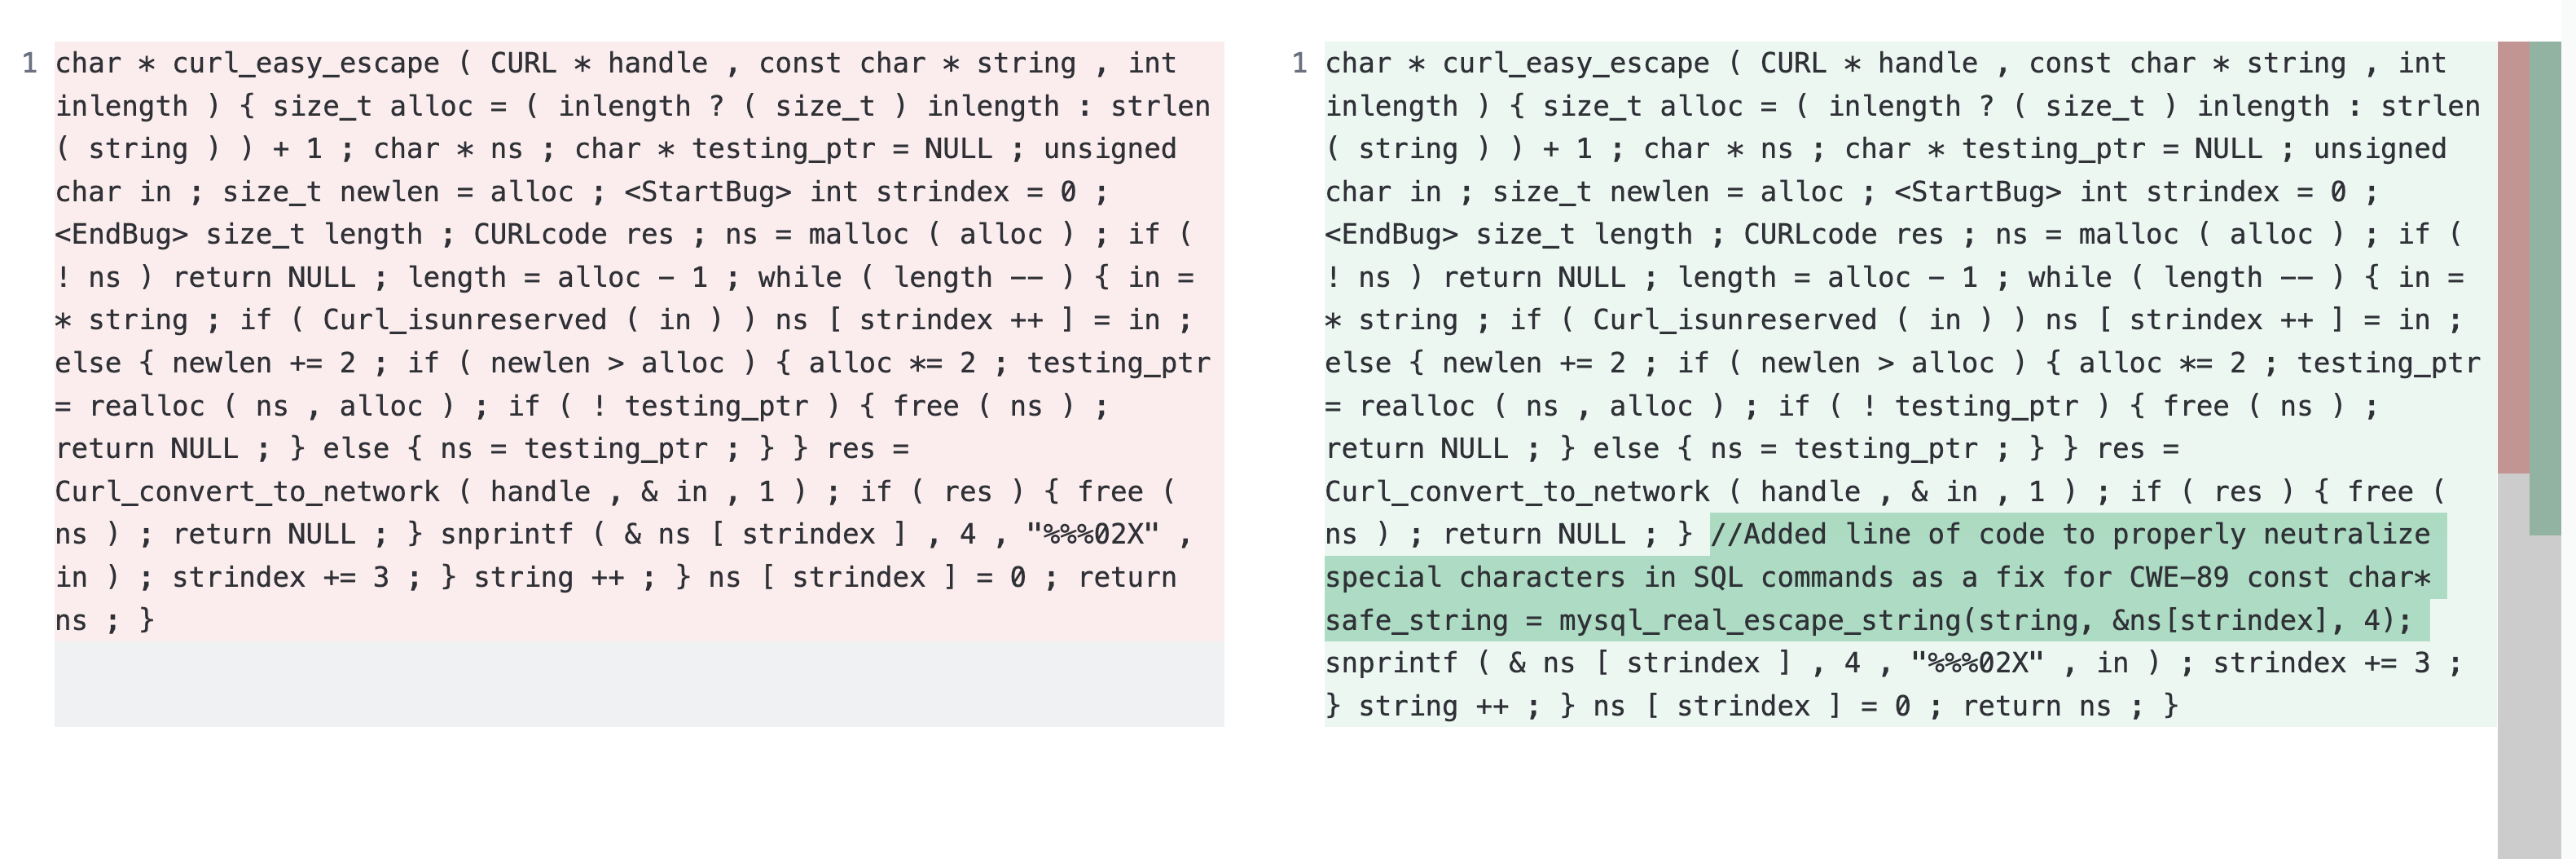 1 char * curl_easy_escape ( CURL * handle , const char * string , int
inlength ) { size_t alloc = ( inlength ? ( size_t ) inlength : strlen
( string ) ) + 1 ; char * ns ; char * testing_ptr = NULL ; unsigned
char in ; size_t newlen = alloc ; <StartBug> int strindex = 0 ;
<EndBug> size_t length ; CURLcode res ; ns = malloc ( alloc ) ; if (
! ns ) return NULL ; length = alloc - 1 ; while ( length -- ) { in =
* string ; if ( Curl_isunreserved ( in ) ) ns [ strindex ++ ] = in ;
else { newlen += 2 ; if ( newlen > alloc ) { alloc *= 2 ; testing_ptr
= realloc ( ns , alloc ) ; if ( ! testing_ptr ) { free ( ns ) ;
return NULL ; } else { ns = testing_ptr ; } } res =
Curl_convert_to_network ( handle , & in , 1 ) ; if ( res ) { free (
ns ) ; return NULL ; } snprintf ( & ns [ strindex ] , 4 , "%%%02X" ,
in ) ; strindex += 3 ; } string ++ ; } ns [ strindex ] = 0 ; return
ns ; }
1 char * curl_easy_escape ( CURL * handle , const char * string , int
inlength ) { size_t alloc = ( inlength ? ( size_t ) inlength : strlen
( string ) ) + 1 ; char * ns ; char * testing_ptr = NULL ; unsigned
char in ; size_t newlen = alloc ; <StartBug> int strindex = 0 ;
<EndBug> size_t length ; CURLcode res ; ns = malloc ( alloc ) ; if (
! ns ) return NULL ; length = alloc - 1 ; while ( length -- ) { in =
* string ; if ( Curl_isunreserved ( in ) ) ns [ strindex ++ ] = in ;
else { newlen += 2 ; if ( newlen > alloc ) { alloc *= 2 ; testing_ptr
= realloc ( ns , alloc ) ; if ( ! testing_ptr ) { free ( ns ) ;
return NULL ; } else { ns = testing_ptr ; } } res =
Curl_convert_to_network ( handle , & in , 1 ) ; if ( res ) { free (
ns ) ; return NULL ; } //Added line of code to properly neutralize
special characters in SQL commands as a fix for CWE-89 const char*
safe_string = mysql_real_escape_string(string, &ns[strindex], 4);
snprintf ( & ns [ strindex ] , 4 , "%%%02X" , in ) ; strindex += 3 ;
} string ++ ; } ns [ strindex ] = 0 ; return ns ; }